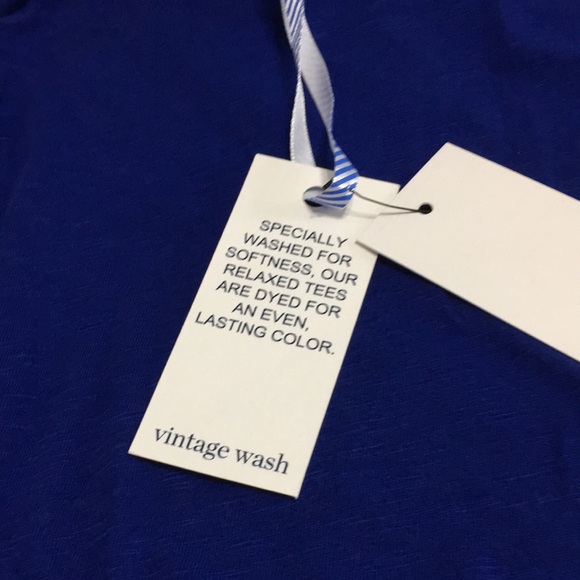 SPECIALLY
WASHED FOR
SOFTNESS, OUR
RELAXED TEES
ARE DYED FOR
AN EVEN,
LASTING COLOR.
vintage wash